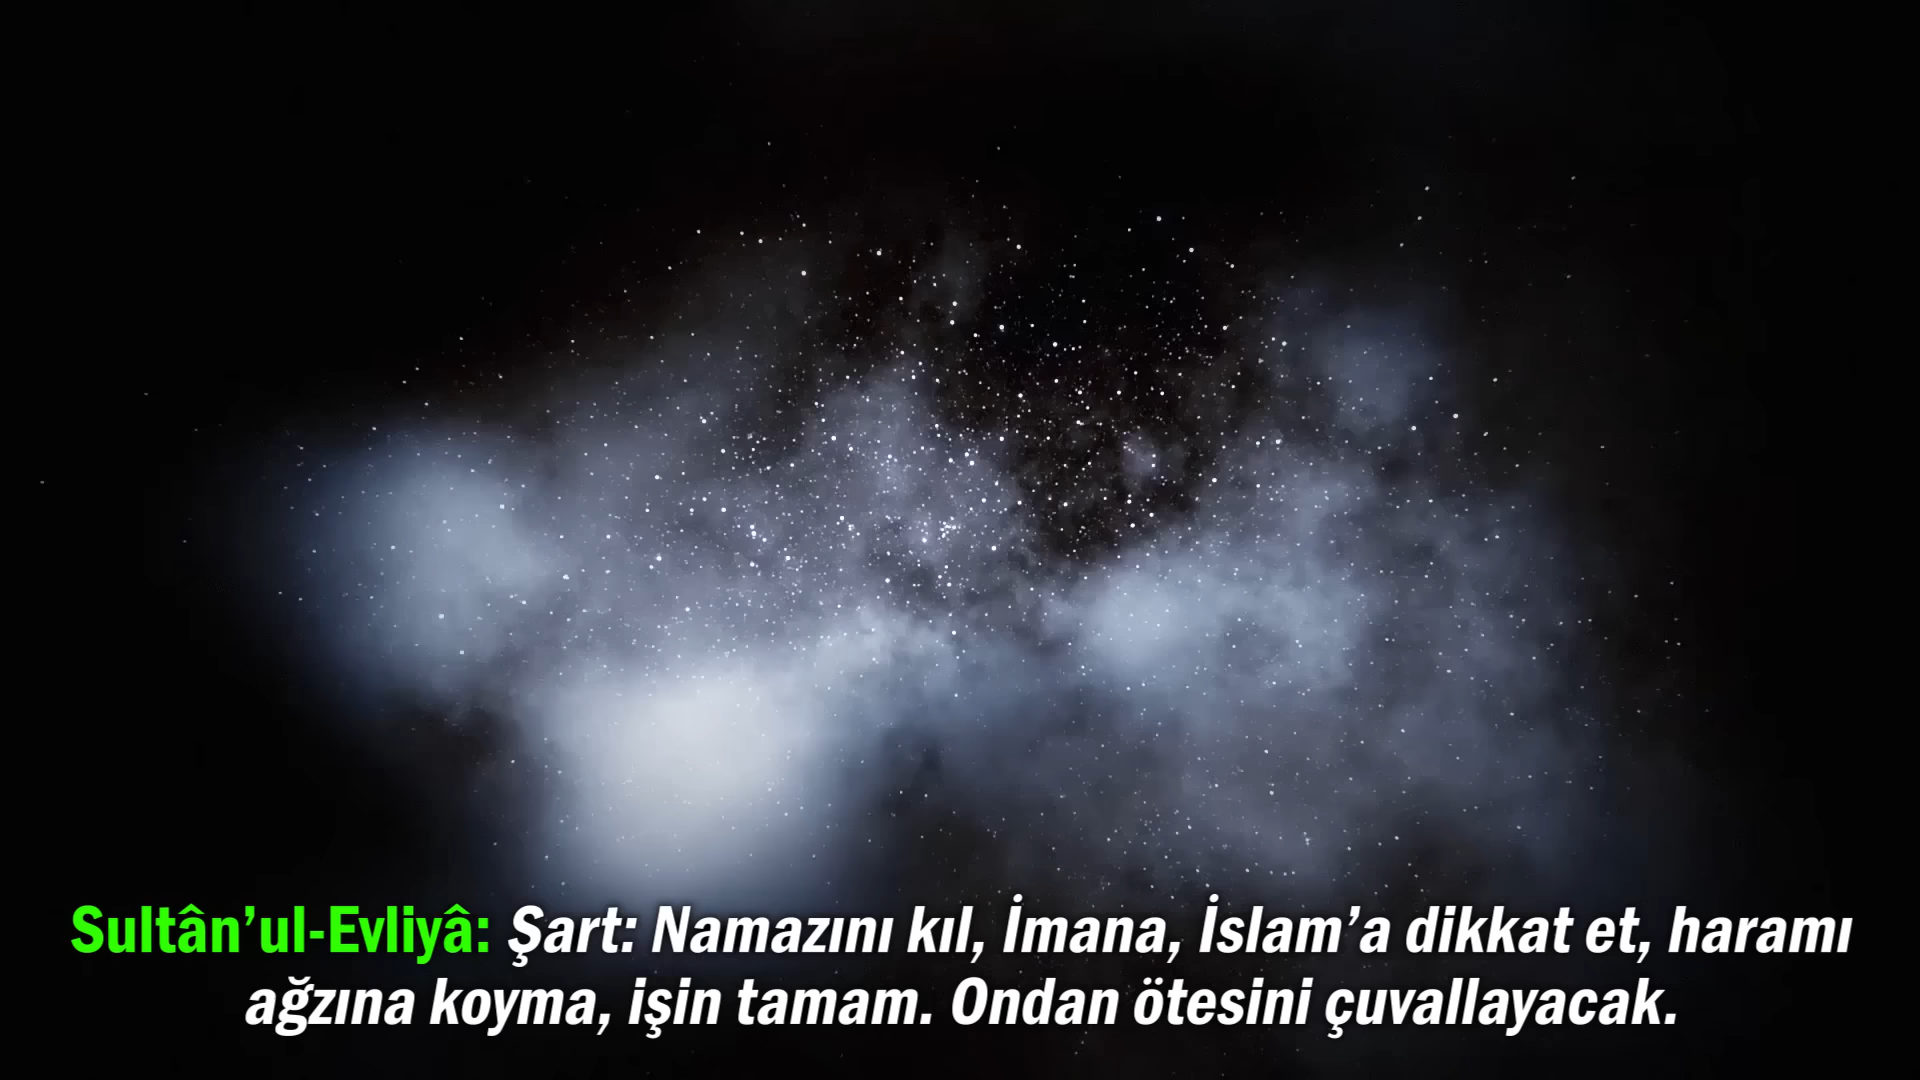 Sultân’ul-Evliyâ: Şart: Namazını kıl, İmana, İslam’a dikkat et, haramı
ağzına koyma, işin tamam. Ondan ötesini çuvallayacak.